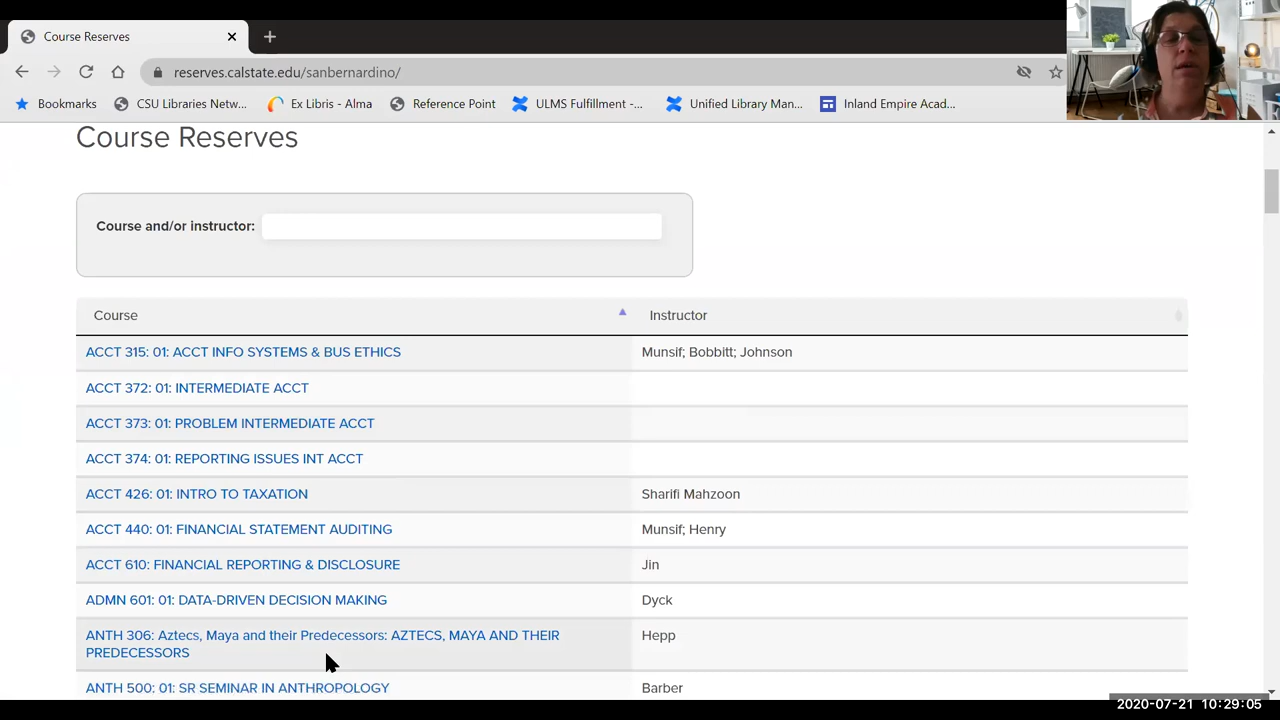 Course Reserves
reserves.calstate.edu/sanbernardino/
Bookmarks CSU Libraries Netw... Ex Libris - Alma Reference Point ULMS Fulfillment -... Unified Library Man... Inland Empire Acad...
Course Reserves
Course and/or instructor:
Course Instructor
ACCT 315: 01: ACCT INFO SYSTEMS & BUS ETHICS Munsif; Bobbitt; Johnson
ACCT 372: 01: INTERMEDIATE ACCT
ACCT 373: 01: PROBLEM INTERMEDIATE ACCT
ACCT 374: 01: REPORTING ISSUES INT ACCT
ACCT 426: 01: INTRO TO TAXATION Sharifi Mahzoon
ACCT 440: 01: FINANCIAL STATEMENT AUDITING Munsif; Henry
ACCT 610: FINANCIAL REPORTING & DISCLOSURE Jin
ADMN 601: 01: DATA-DRIVEN DECISION MAKING Dyck
ANTH 306: Aztecs, Maya and their Predecessors: AZTECS, MAYA AND THEIR Hepp
PREDECESSORS
ANTH 500: 01: SR SEMINAR IN ANTHROPOLOGY Barber
2020-07-21 10:29:05